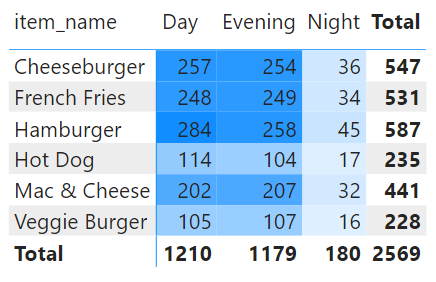 item_name Day Evening Night Total
Cheeseburger 257 254 36 547
French Fries 248 249 34 531
Hamburger 284 258 45 587
Hot Dog 114 104 17 235
Mac & Cheese 202 207 32 441
Veggie Burger 105 107 16 228
Total 1210 1179 180 2569